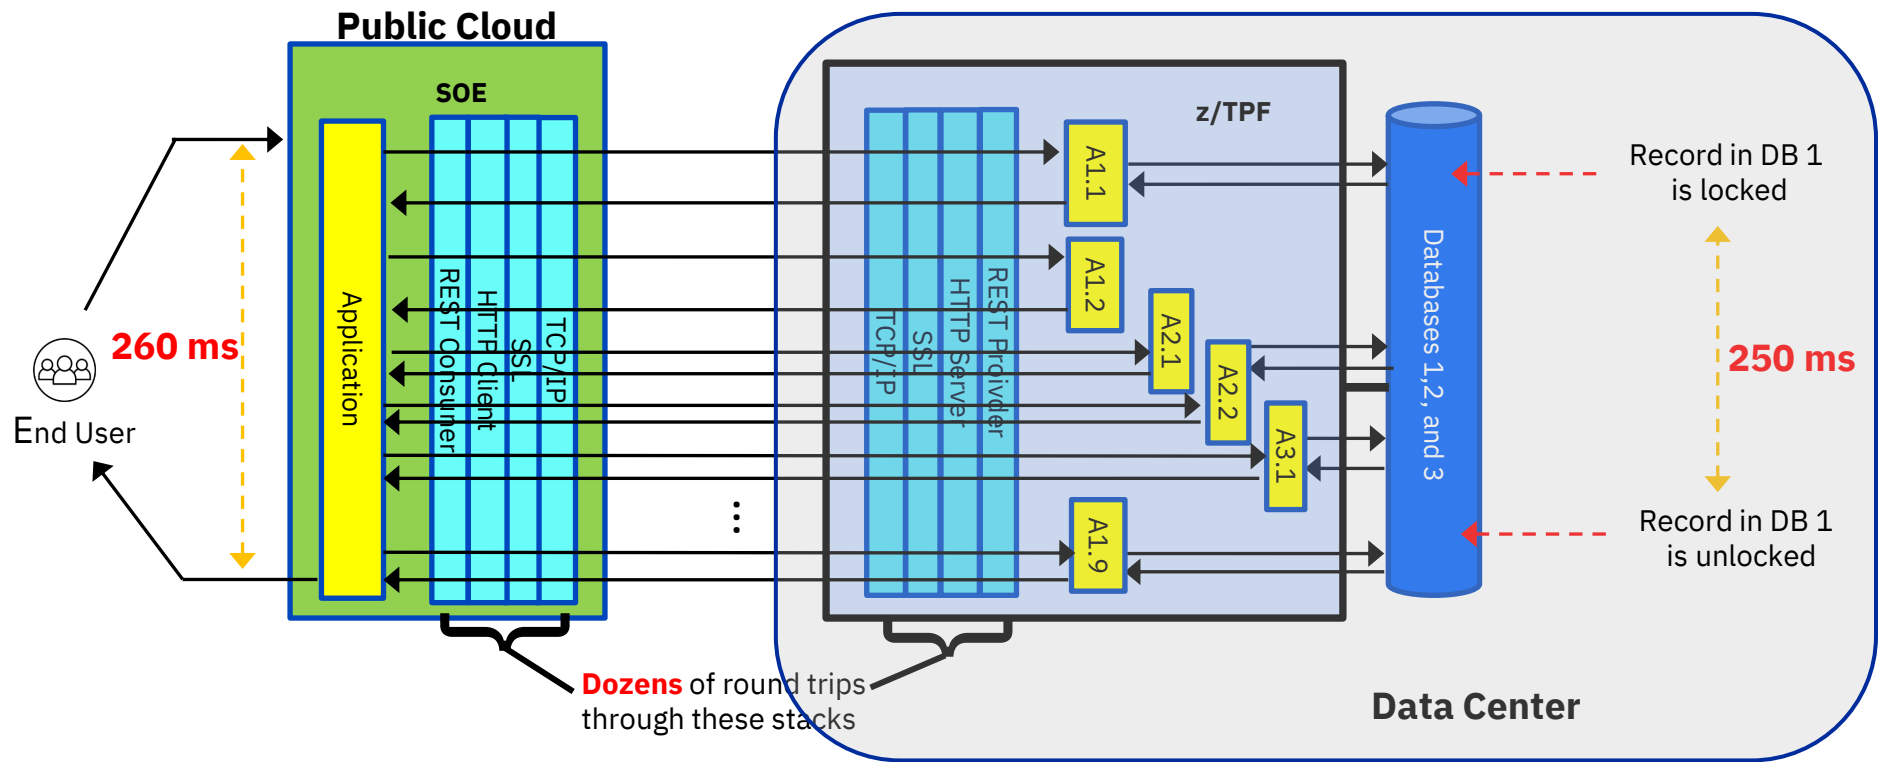 Public Cloud
SOE
Application
REST Consumer
HTTP Client
SSL
TCP/IP
260 ms
End User
z/TPF
TCP/IP
SSL
HTTP Server
REST Proivder
A1.1
A1.2
A2.1
A2.2
A3.1
A1.9
Databases 1,2, and 3
Record in DB 1
is locked
250 ms
Record in DB 1
is unlocked
Dozens of round trips
through these stacks
Data Center